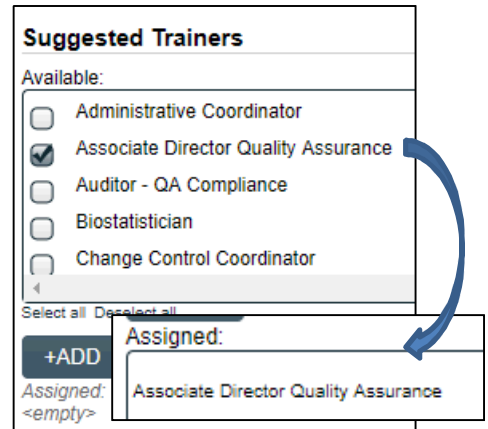 Suggested Trainers
Available:
Administrative Coordinator
Associate Director Quality Assurance
Auditor - QA Compliance
Biostatistician
Change Control Coordinator
Select all Deselect all
+ADD
Assigned:
<empty>
Assigned:
Associate Director Quality Assurance